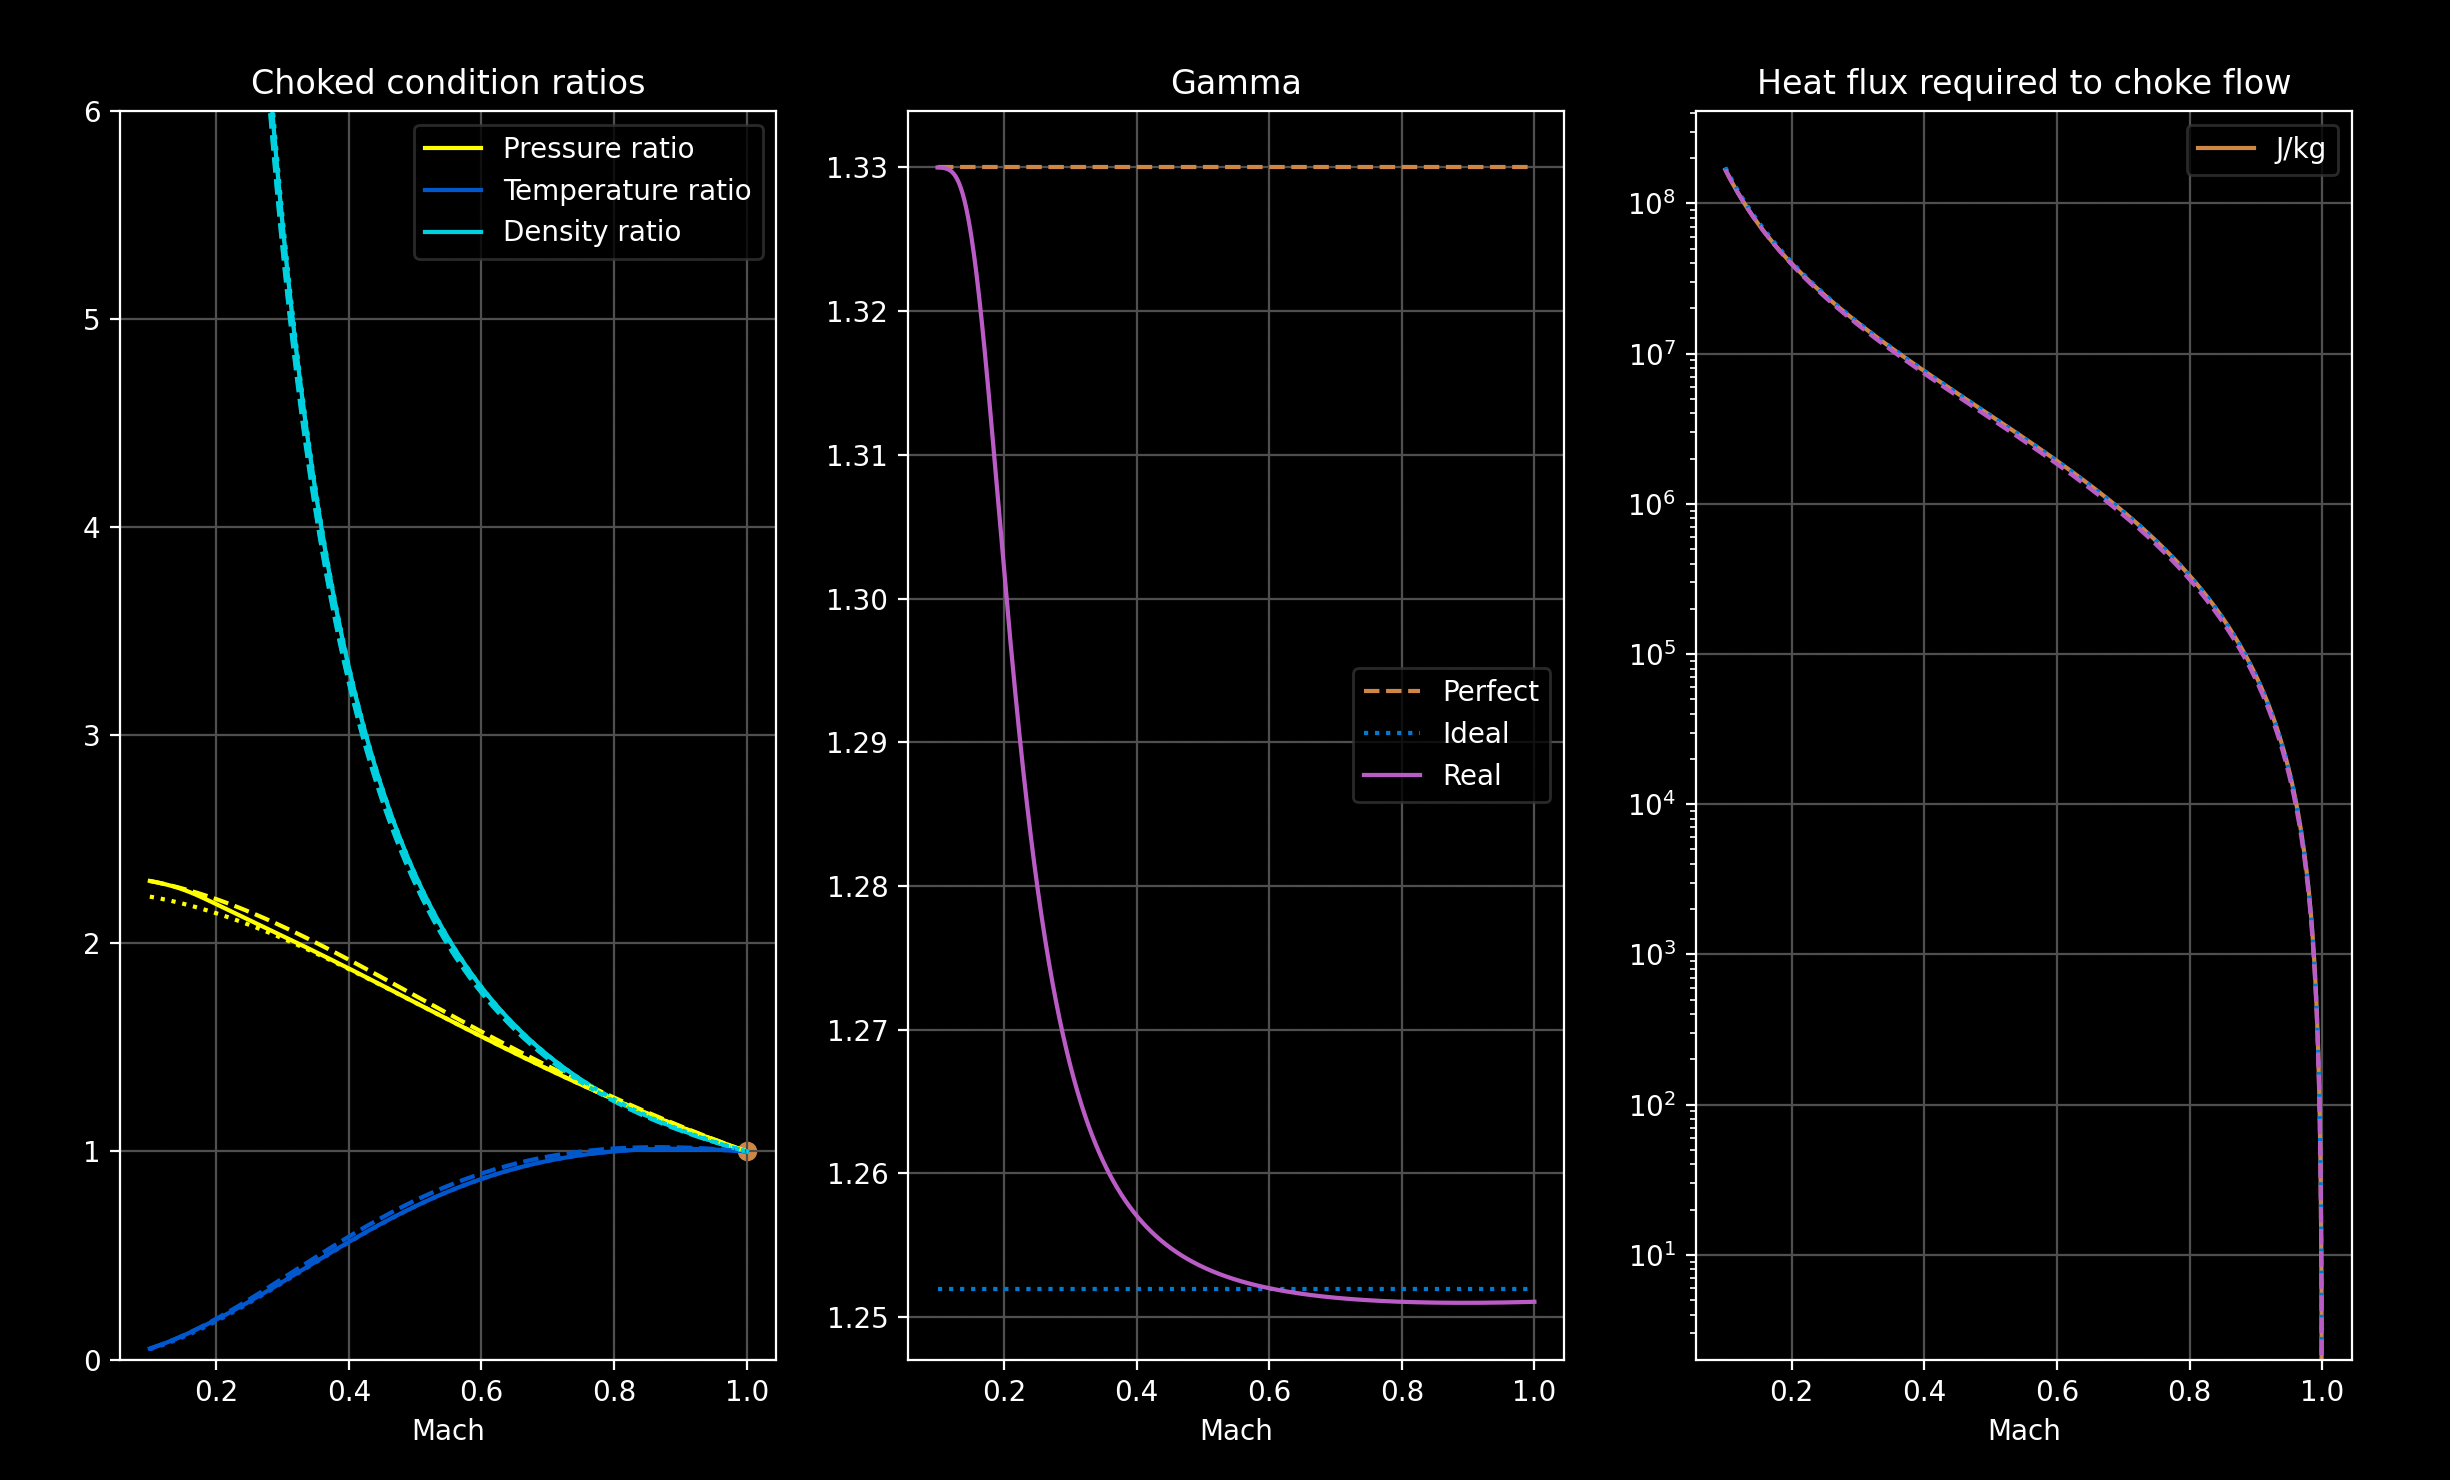 Choked condition ratios
6
5
4
3
2
1
0
0.2 0.4 0.6 0.8 1.0
Mach
Pressure ratio
Temperature ratio
Density ratio
Gamma
1.33
1.32
1.31
1.30
1.29
1.28
1.27
1.26
1.25
0.2 0.4 0.6 0.8 1.0
Mach
Perfect
Ideal
Real
Heat flux required to choke flow
10⁸
10⁷
10⁶
10⁵
10⁴
10³
10²
10¹
0.2 0.4 0.6 0.8 1.0
Mach
J/kg